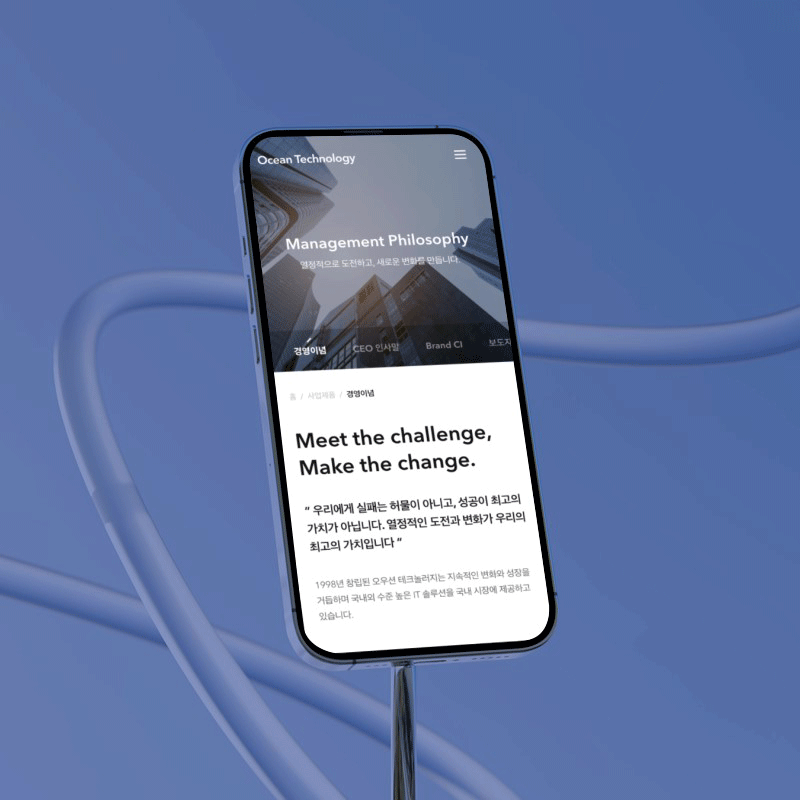 Ocean Technology
Management Philosophy
열정적으로 도전하고, 새로운 변화를 만듭니다.
경영이념 CEO 인사말 Brand CI 보도자
홈 / 사업제품 / 경영이념
Meet the challenge,
Make the change.
“ 우리에게 실패는 허물이 아니고, 성공이 최고의
가치가 아닙니다. 열정적인 도전과 변화가 우리의
최고의 가치입니다 “
1998년 창립된 오우션 테크놀러지는 지속적인 변화와 성장을
거듭하며 국내외 수준 높은 IT 솔루션을 국내 시장에 제공하고
있습니다.